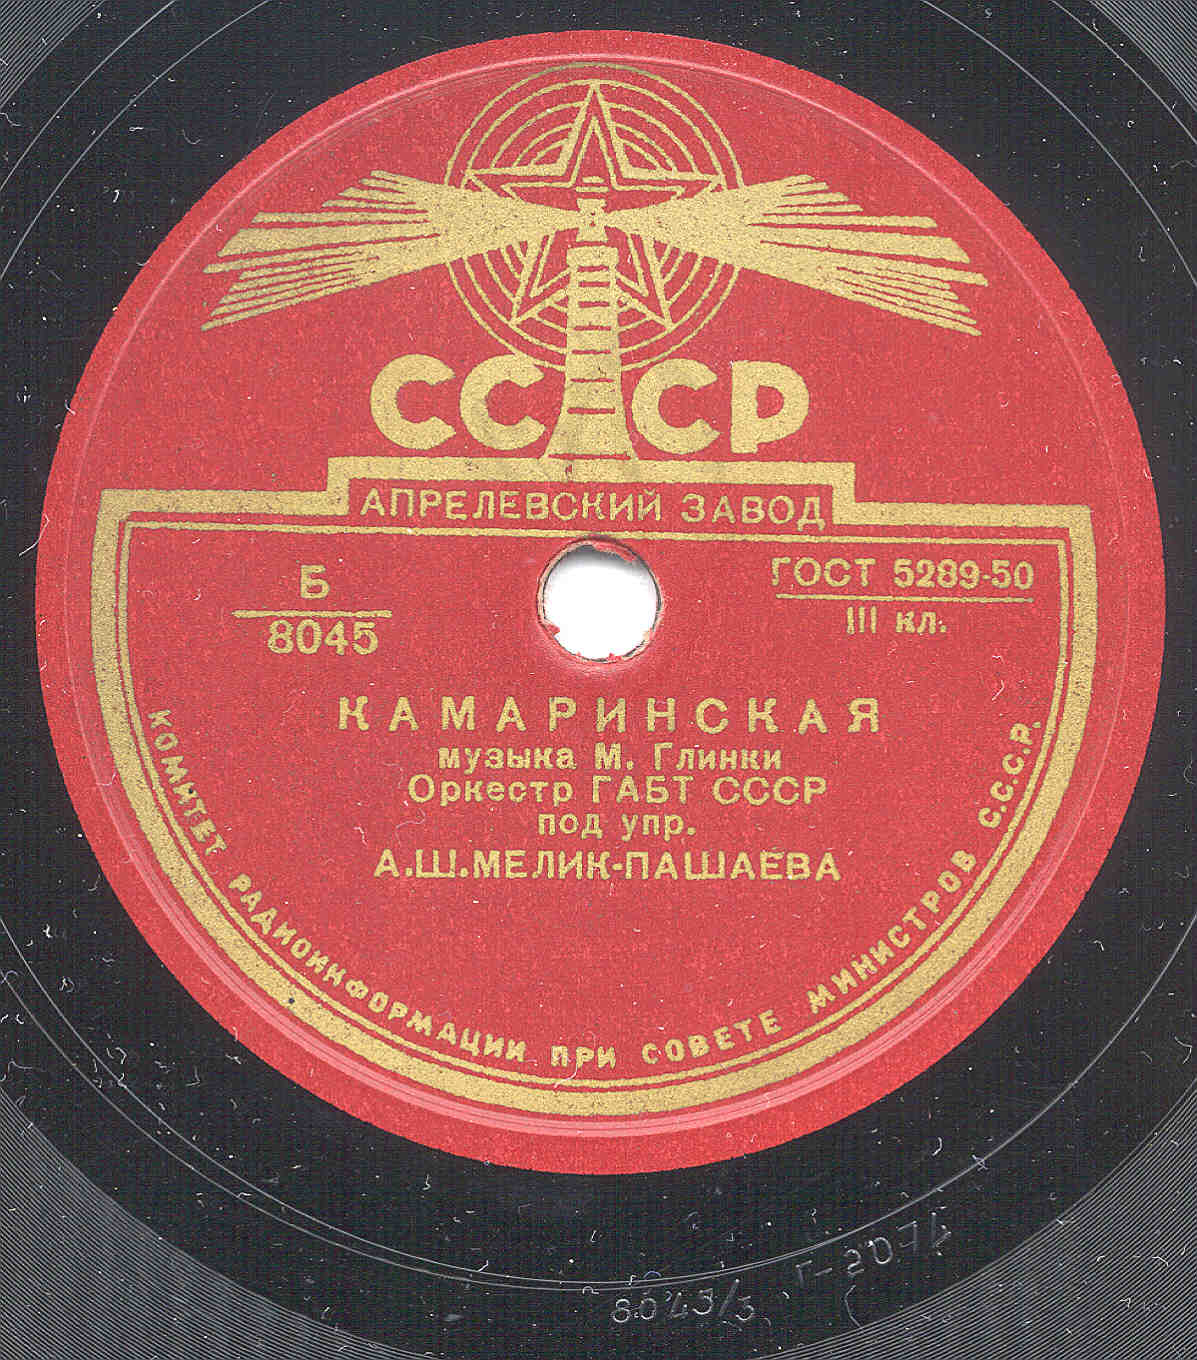 СССР
АПРЕЛЕВСКИЙ ЗАВОД
Б
8045
ГОСТ 5289-50
III кл.
КАМАРИНСКАЯ
музыка М. Глинки
Оркестр ГАБТ СССР
под упр.
А.Ш.МЕЛИК-ПАШАЕВА
КОМИТЕТ РАДИОИНФОРМАЦИИ ПРИ СОВЕТЕ МИНИСТРОВ С.С.С.Р.